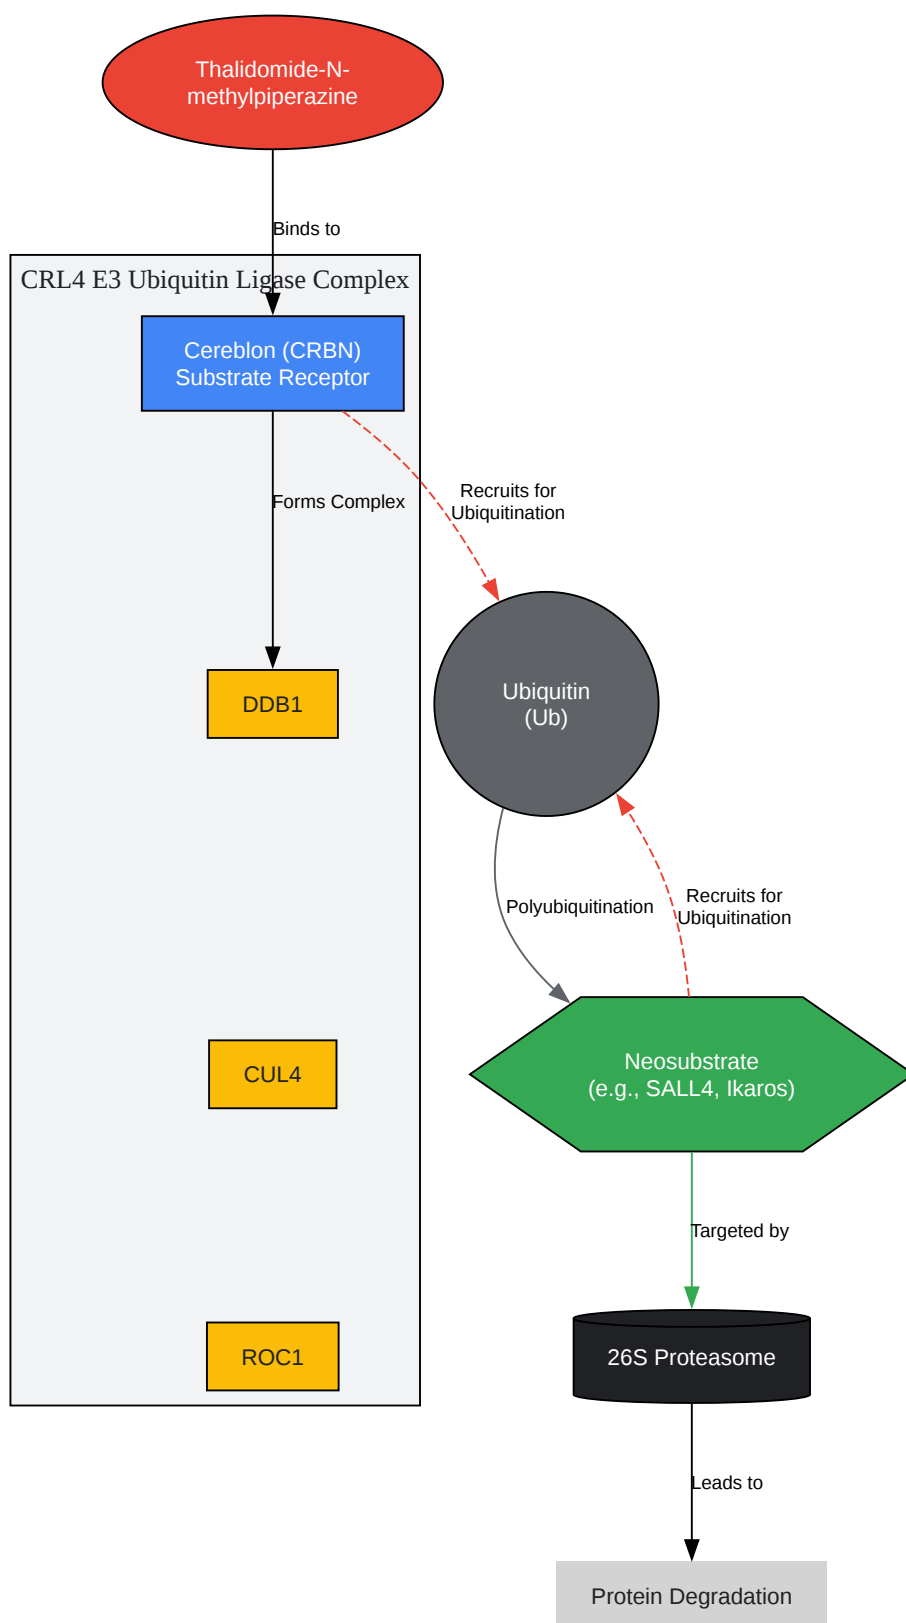 Thalidomide-N-
methylpiperazine
Binds to
CRL4 E3 Ubiquitin Ligase Complex
Cereblon (CRBN)
Substrate Receptor
Forms Complex
Recruits for
Ubiquitination
DDB1
Ubiquitin
(Ub)
Polyubiquitination
Recruits for
Ubiquitination
CUL4
Neosubstrate
(e.g., SALL4, Ikaros)
Targeted by
ROC1
26S Proteasome
Leads to
Protein Degradation